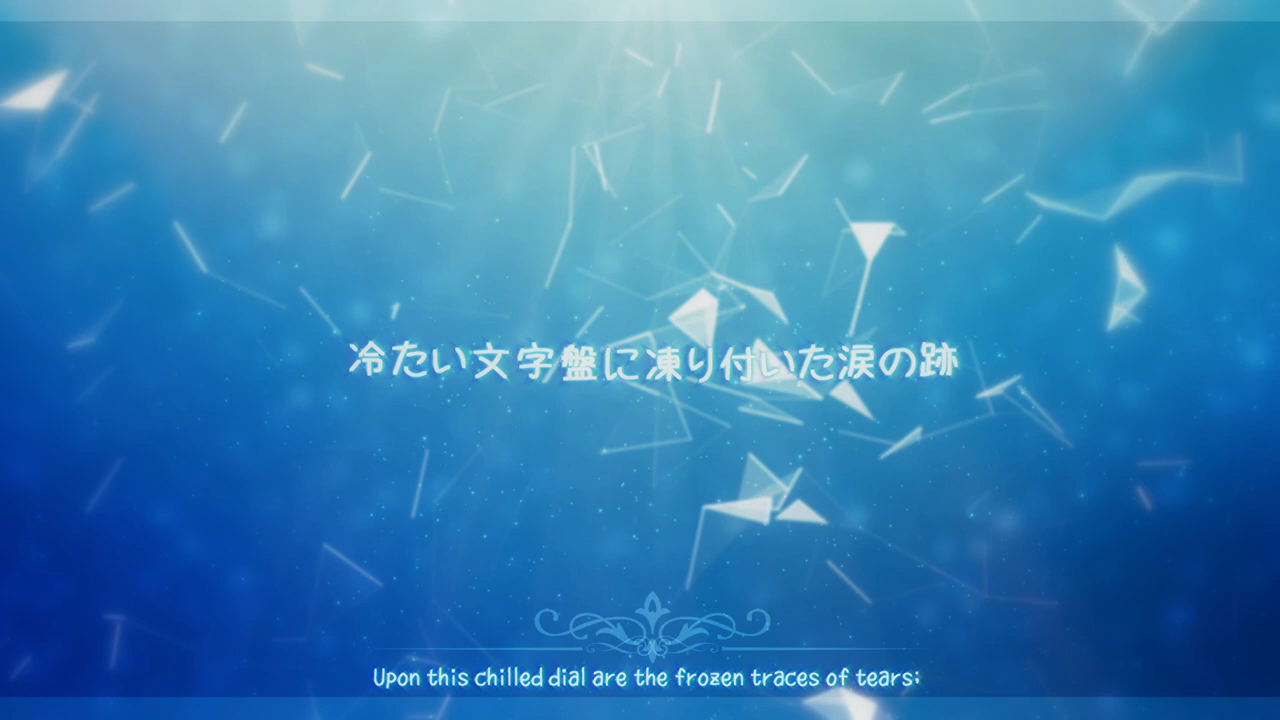 冷たい文字盤に凍り付いた涙の跡
Upon this chilled dial are the frozen traces of tears;